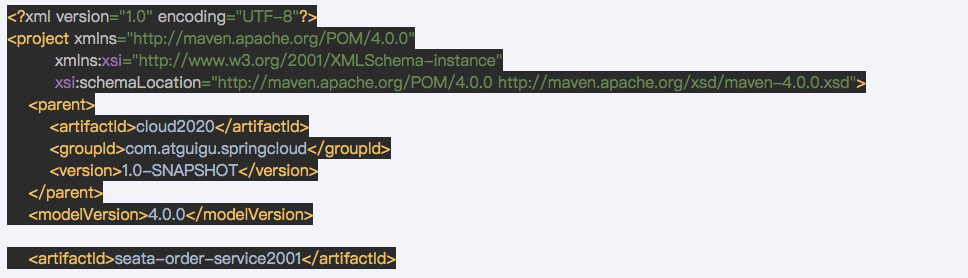 <?xml version="1.0" encoding="UTF-8"?>
<project xmlns="http://maven.apache.org/POM/4.0.0"
xmlns:xsi="http://www.w3.org/2001/XMLSchema-instance"
xsi:schemaLocation="http://maven.apache.org/POM/4.0.0 http://maven.apache.org/xsd/maven-4.0.0.xsd">
<parent>
<artifactId>cloud2020</artifactId>
<groupId>com.atguigu.springcloud</groupId>
<version>1.0-SNAPSHOT</version>
</parent>
<modelVersion>4.0.0</modelVersion>
<artifactId>seata-order-service2001</artifactId>